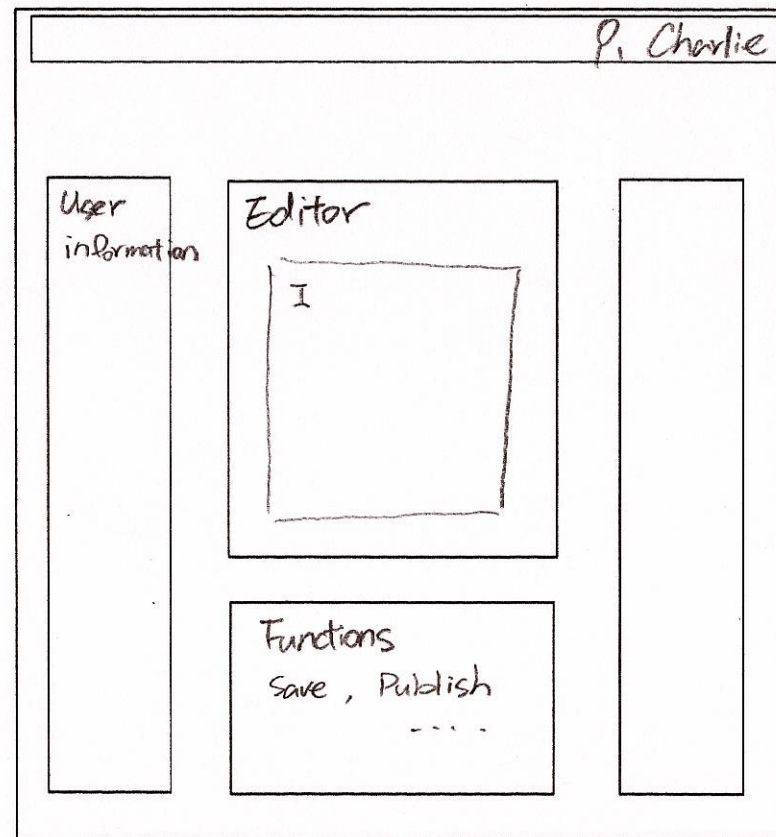 P. Charlie
User
information
Editor
I
Functions
Save, Publish
....